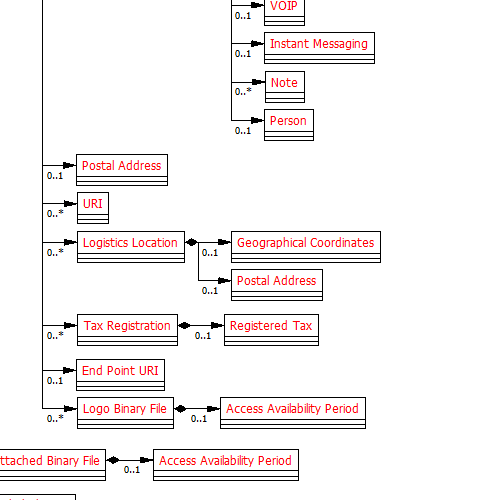 VOIP
0..1
Instant Messaging
0..1
Note
0..*
Person
0..1
Postal Address
0..1
URI
0..*
Logistics Location
0..*
Geographical Coordinates
0..1
Postal Address
0..1
Tax Registration
0..*
Registered Tax
0..1
End Point URI
0..1
Logo Binary File
0..*
Access Availability Period
0..1
ttached Binary File
0..1
Access Availability Period